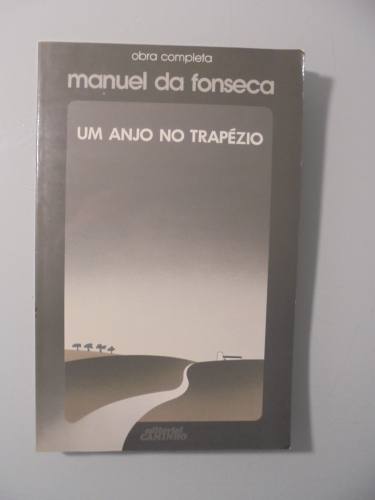 obra completa
manuel da fonseca
UM ANJO NO TRAPÉZIO
editorial
CAMINHO